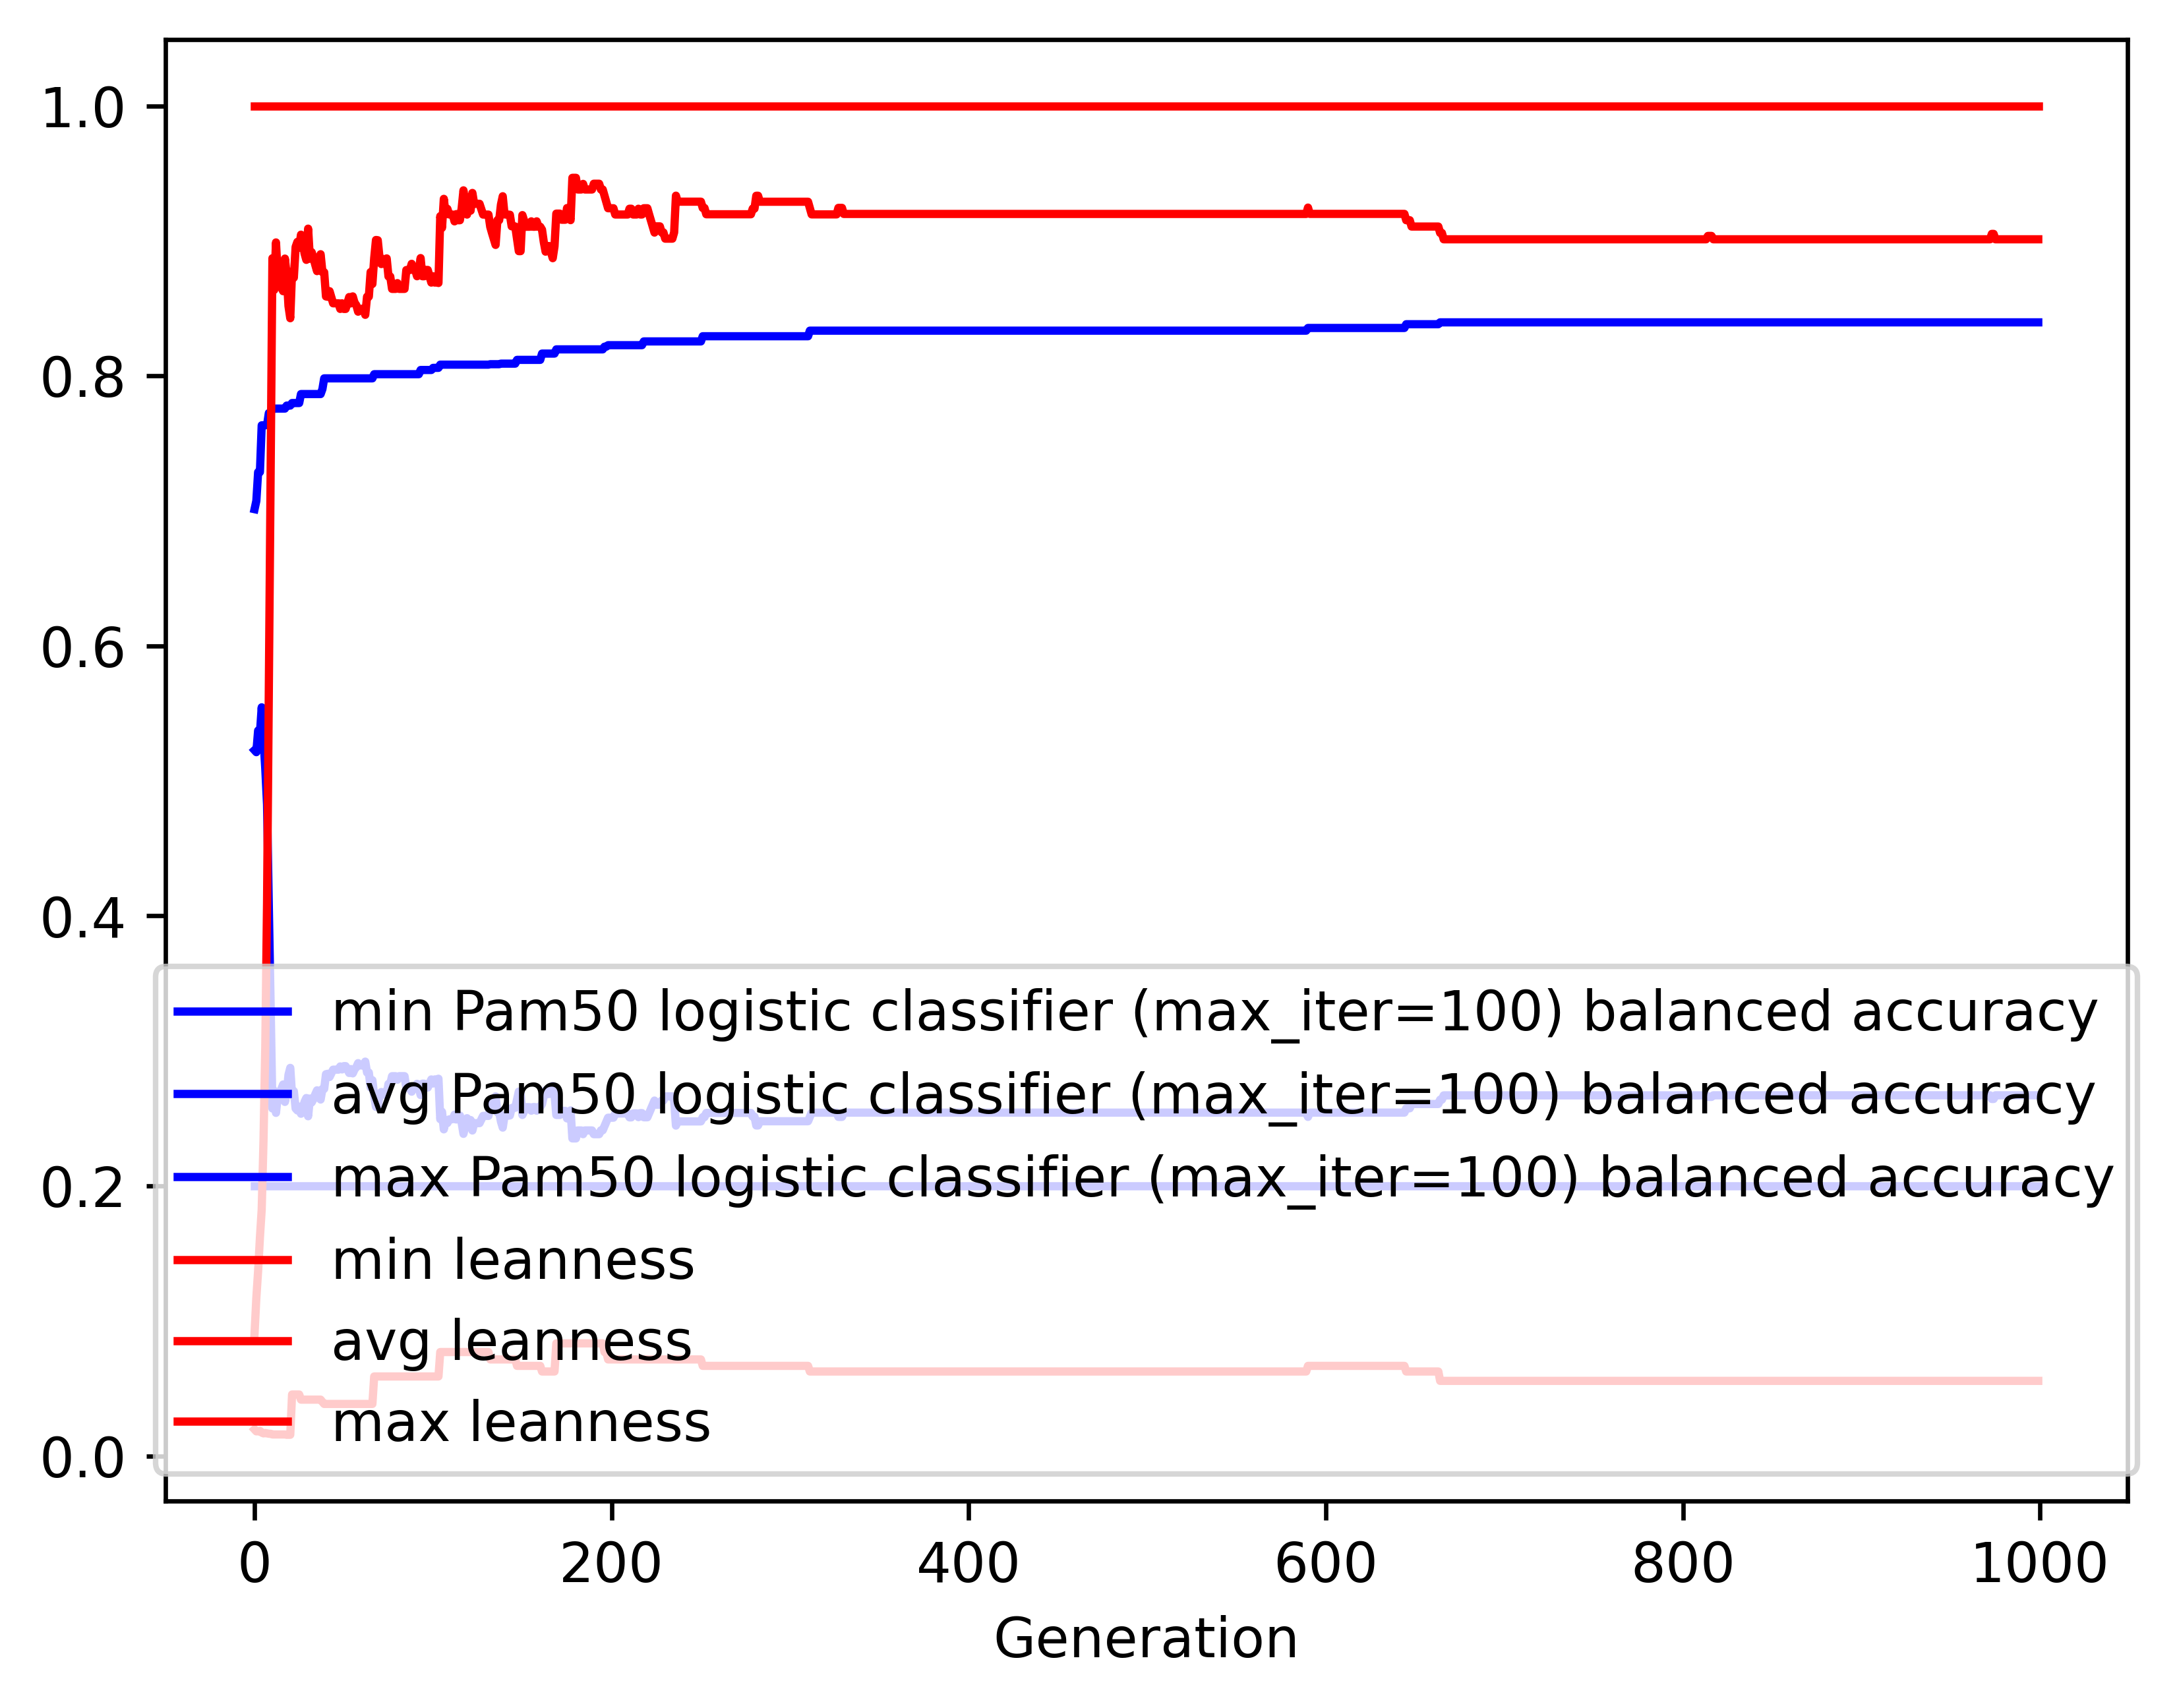 1.0
0.8
0.6
0.4
0.2
0.0
min Pam50 logistic classifier (max_iter=100) balanced accuracy
avg Pam50 logistic classifier (max_iter=100) balanced accuracy
max Pam50 logistic classifier (max_iter=100) balanced accuracy
min leanness
avg leanness
max leanness
0 200 400 600 800 1000
Generation